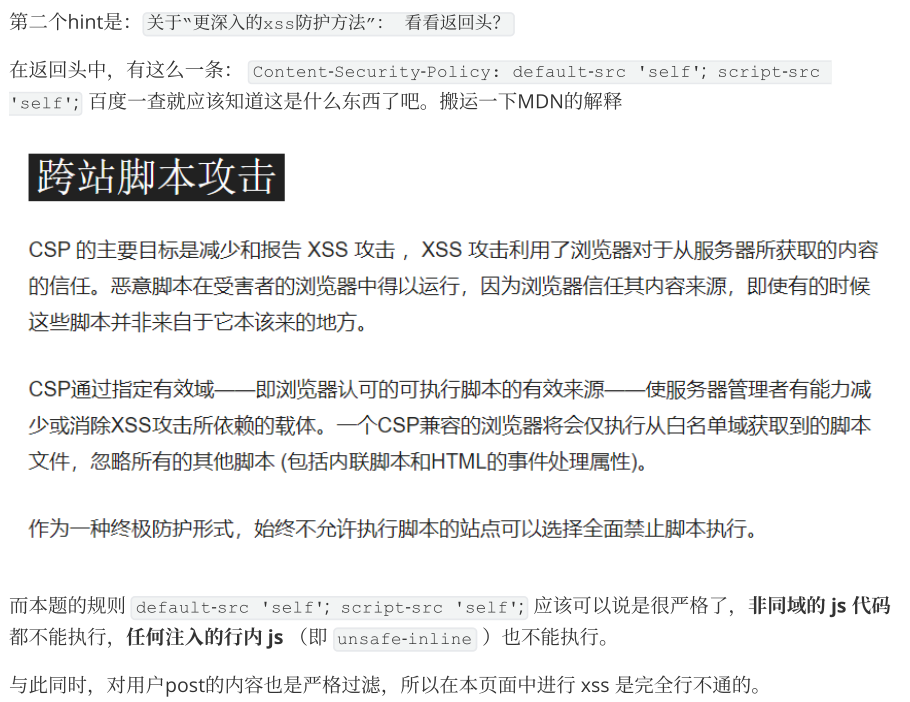 第二个hint是： 关于“更深入的xss防护方法”： 看看返回头？
在返回头中，有这么一条： Content-Security-Policy: default-src 'self'; script-src
'self'; 百度一查就应该知道这是什么东西了吧。搬运一下MDN的解释
跨站脚本攻击
CSP 的主要目标是减少和报告 XSS 攻击 ，XSS 攻击利用了浏览器对于从服务器所获取的内容
的信任。恶意脚本在受害者的浏览器中得以运行，因为浏览器信任其内容来源，即使有的时候
这些脚本并非来自于它本该来的地方。
CSP通过指定有效域——即浏览器认可的可执行脚本的有效来源——使服务器管理者有能力减
少或消除XSS攻击所依赖的载体。一个CSP兼容的浏览器将会仅执行从白名单域获取到的脚本
文件，忽略所有的其他脚本 (包括内联脚本和HTML的事件处理属性)。
作为一种终极防护形式，始终不允许执行脚本的站点可以选择全面禁止脚本执行。
而本题的规则 default-src 'self'; script-src 'self'; 应该可以说是很严格了，非同域的 js 代码
都不能执行，任何注入的行内 js （即 unsafe-inline ）也不能执行。
与此同时，对用户post的内容也是严格过滤，所以在本页面中进行 xss 是完全行不通的。